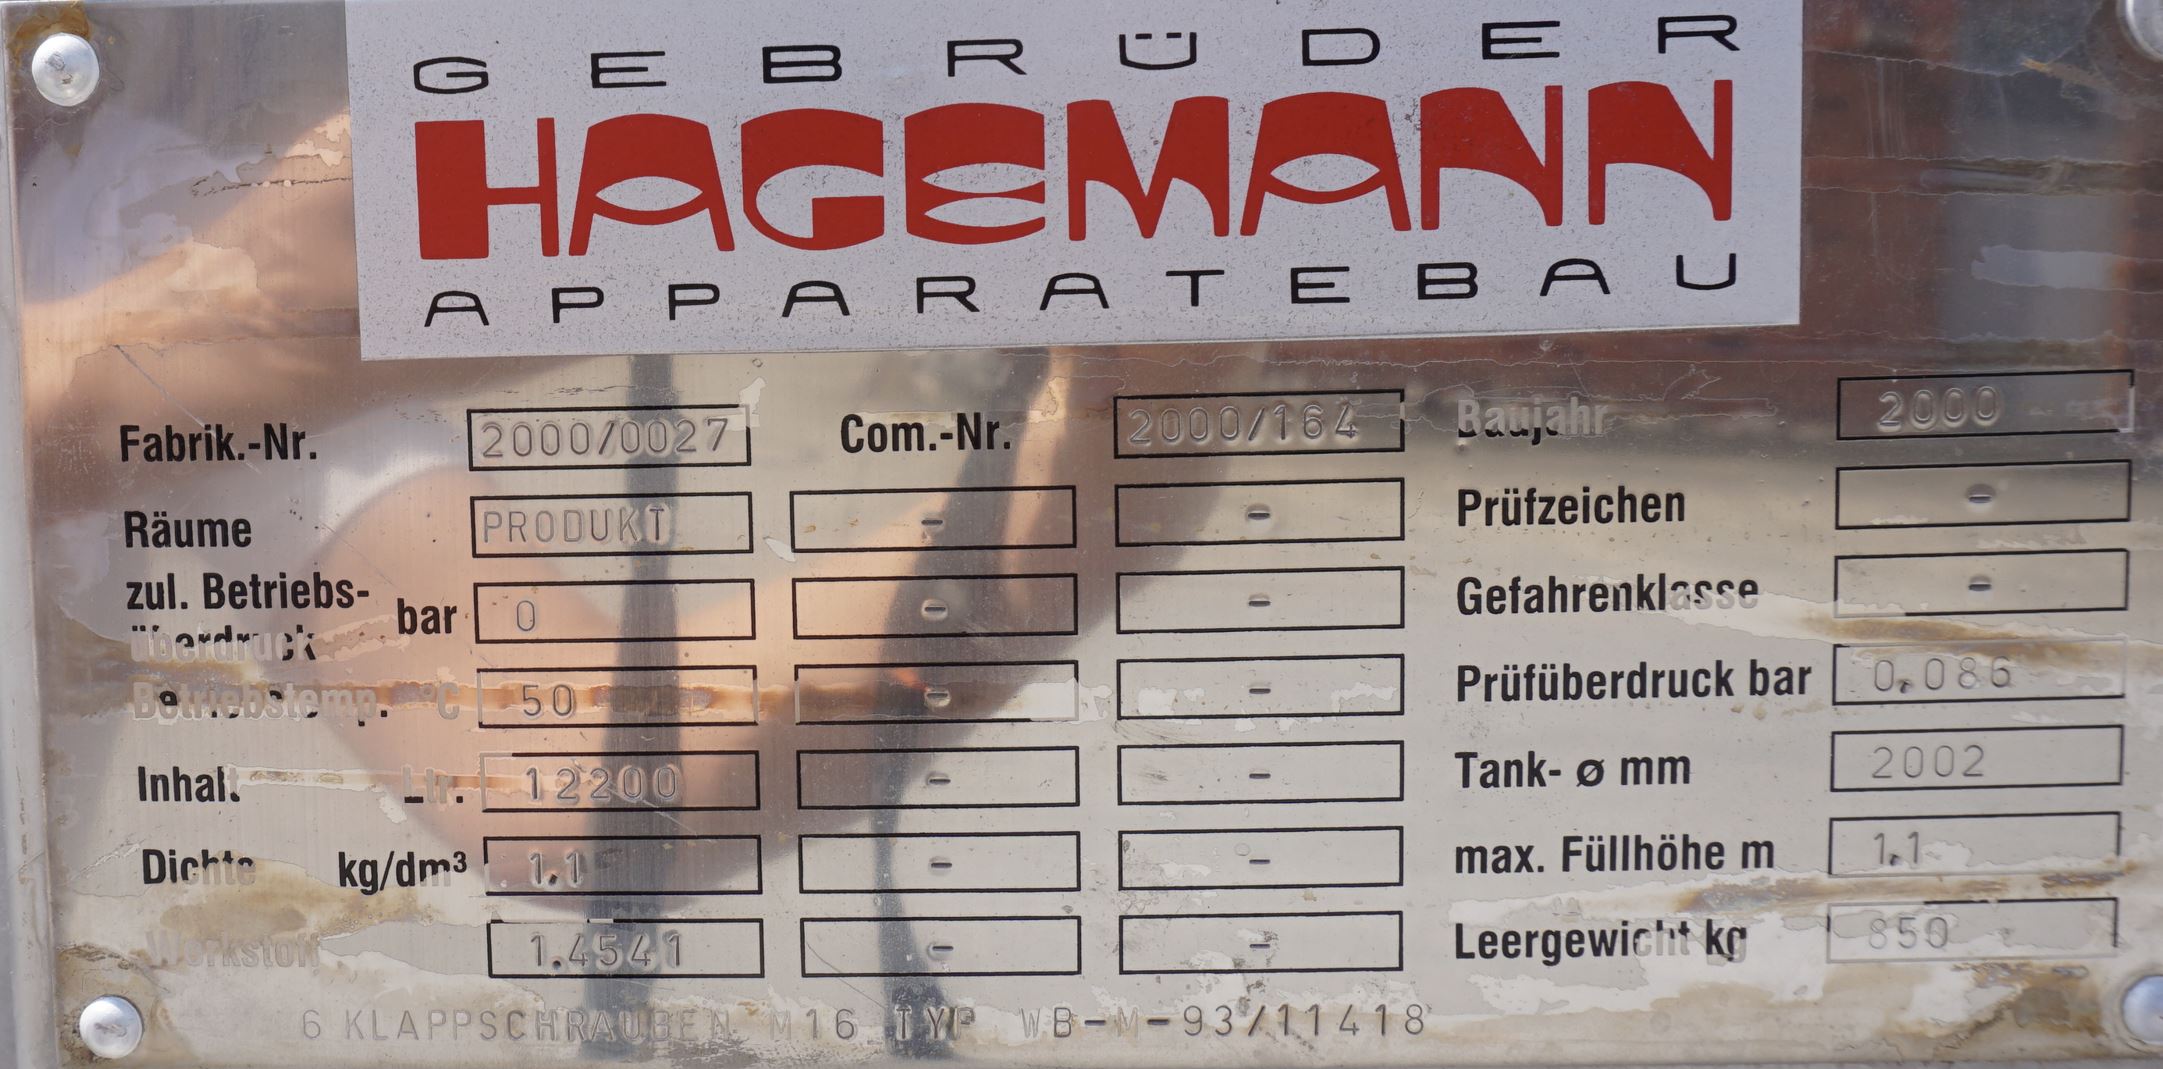 GEBRÜDER
HAGEMANN
APPARATEBAU
Fabrik.-Nr. 2000/0027 Com.-Nr. 2000/164 Baujahr 2000
Räume PRODUKT - - Prüfzeichen -
zul. Betriebs-
überdruck bar 0 - - Gefahrenklasse -
Betriebstemp. °C 50 - - Prüfüberdruck bar 0,086
Inhalt Ltr. 12200 - - Tank-ø mm 2002
Dichte kg/dm³ 1,1 - - max. Füllhöhe m 1,1
Werkstoff 1.4541 - - Leergewicht kg 850
6 KLAPPSCHRAUBEN M16 TYP WB-M-93/11418